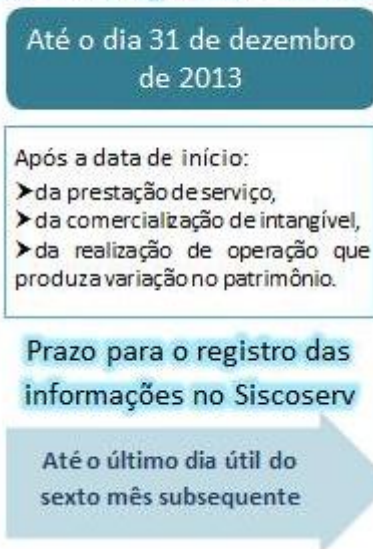 Até o dia 31 de dezembro
de 2013
Após a data de início:
➤da prestação de serviço,
➤da comercialização de intangível,
➤da realização de operação que
produza variação no patrimônio.
Prazo para o registro das
informações no Siscoserv
Até o último dia útil do
sexto mês subsequente